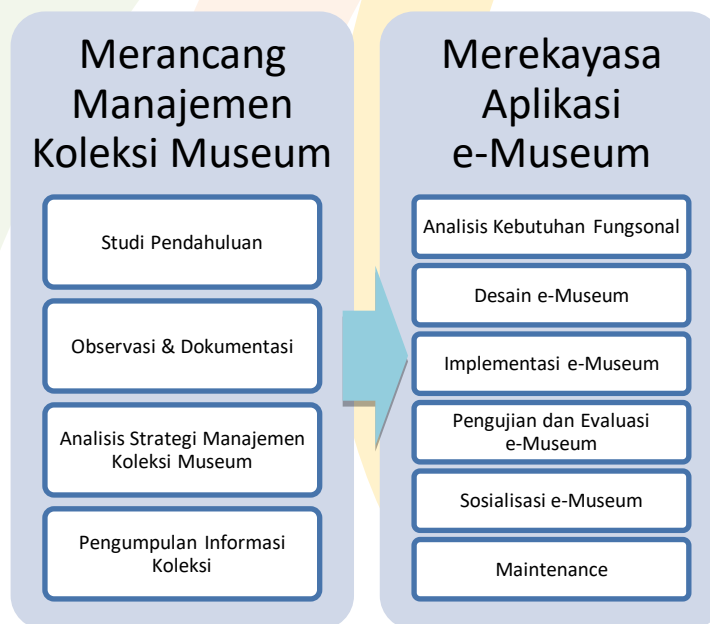 Merancang
Manajemen
Koleksi Museum
Studi Pendahuluan
Observasi & Dokumentasi
Analisis Strategi Manajemen
Koleksi Museum
Pengumpulan Informasi
Koleksi
Merekayasa
Aplikasi
e-Museum
Analisis Kebutuhan Fungsonal
Desain e-Museum
Implementasi e-Museum
Pengujian dan Evaluasi
e-Museum
Sosialisasi e-Museum
Maintenance